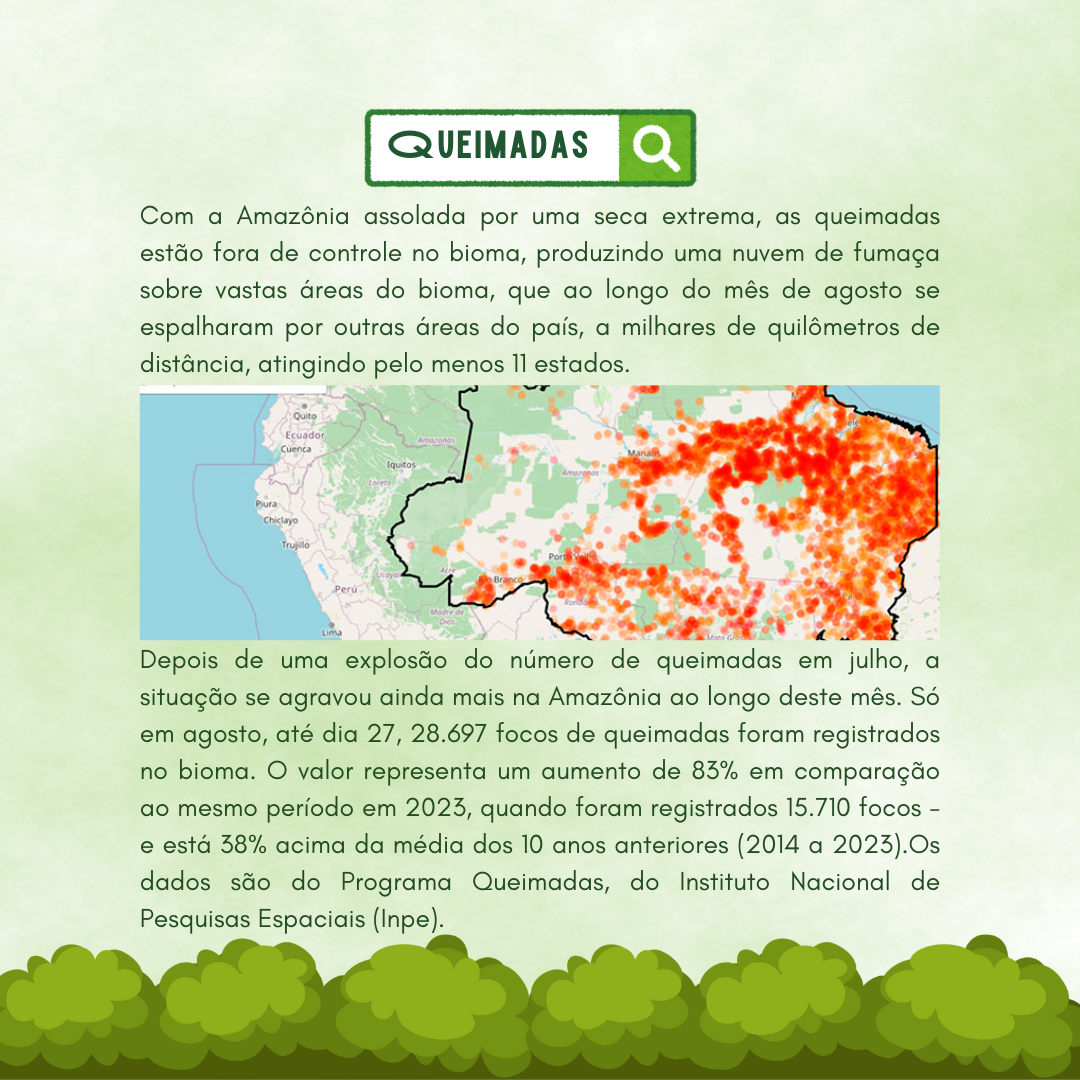 QUEIMADAS
Com a Amazônia assolada por uma seca extrema, as queimadas
estão fora de controle no bioma, produzindo uma nuvem de fumaça
sobre vastas áreas do bioma, que ao longo do mês de agosto se
espalharam por outras áreas do país, a milhares de quilômetros de
distância, atingindo pelo menos 11 estados.
Quito
Ecuador
Cuenca
Amazonas
Iquitos
Loreto
Manaus
Amazonas
Piura
Chiclayo
Trujillo
Ucayali
Acre
Rio Branco
Porto Velho
Perú
Madre de
Dios
Lima
Depois de uma explosão do número de queimadas em julho, a
situação se agravou ainda mais na Amazônia ao longo deste mês. Só
em agosto, até dia 27, 28.697 focos de queimadas foram registrados
no bioma. O valor representa um aumento de 83% em comparação
ao mesmo período em 2023, quando foram registrados 15.710 focos –
e está 38% acima da média dos 10 anos anteriores (2014 a 2023).Os
dados são do Programa Queimadas, do Instituto Nacional de
Pesquisas Espaciais (Inpe).